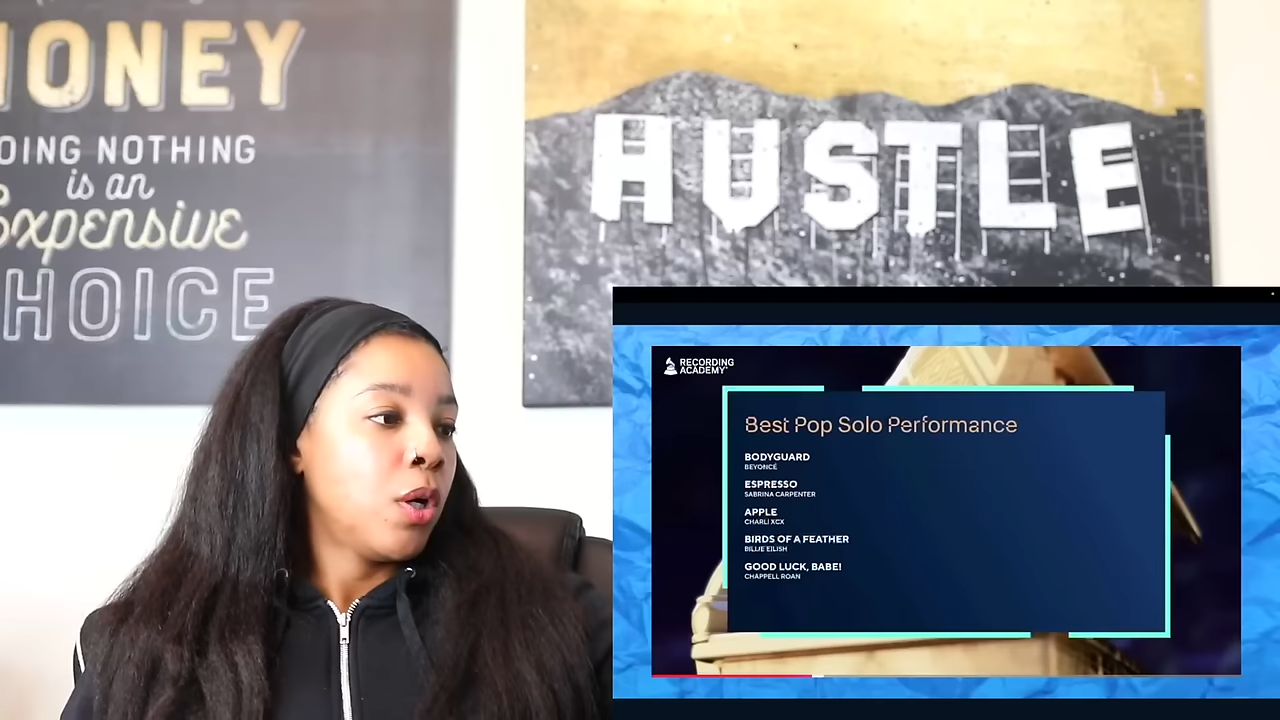 MONEY
DOING NOTHING
is an
Expensive
CHOICE
HUSTLE
RECORDING
ACADEMY
Best Pop Solo Performance
BODYGUARD
BEYONCÉ
ESPRESSO
SABRINA CARPENTER
APPLE
CHARLI XCX
BIRDS OF A FEATHER
BILLIE EILISH
GOOD LUCK, BABE!
CHAPPELL ROAN